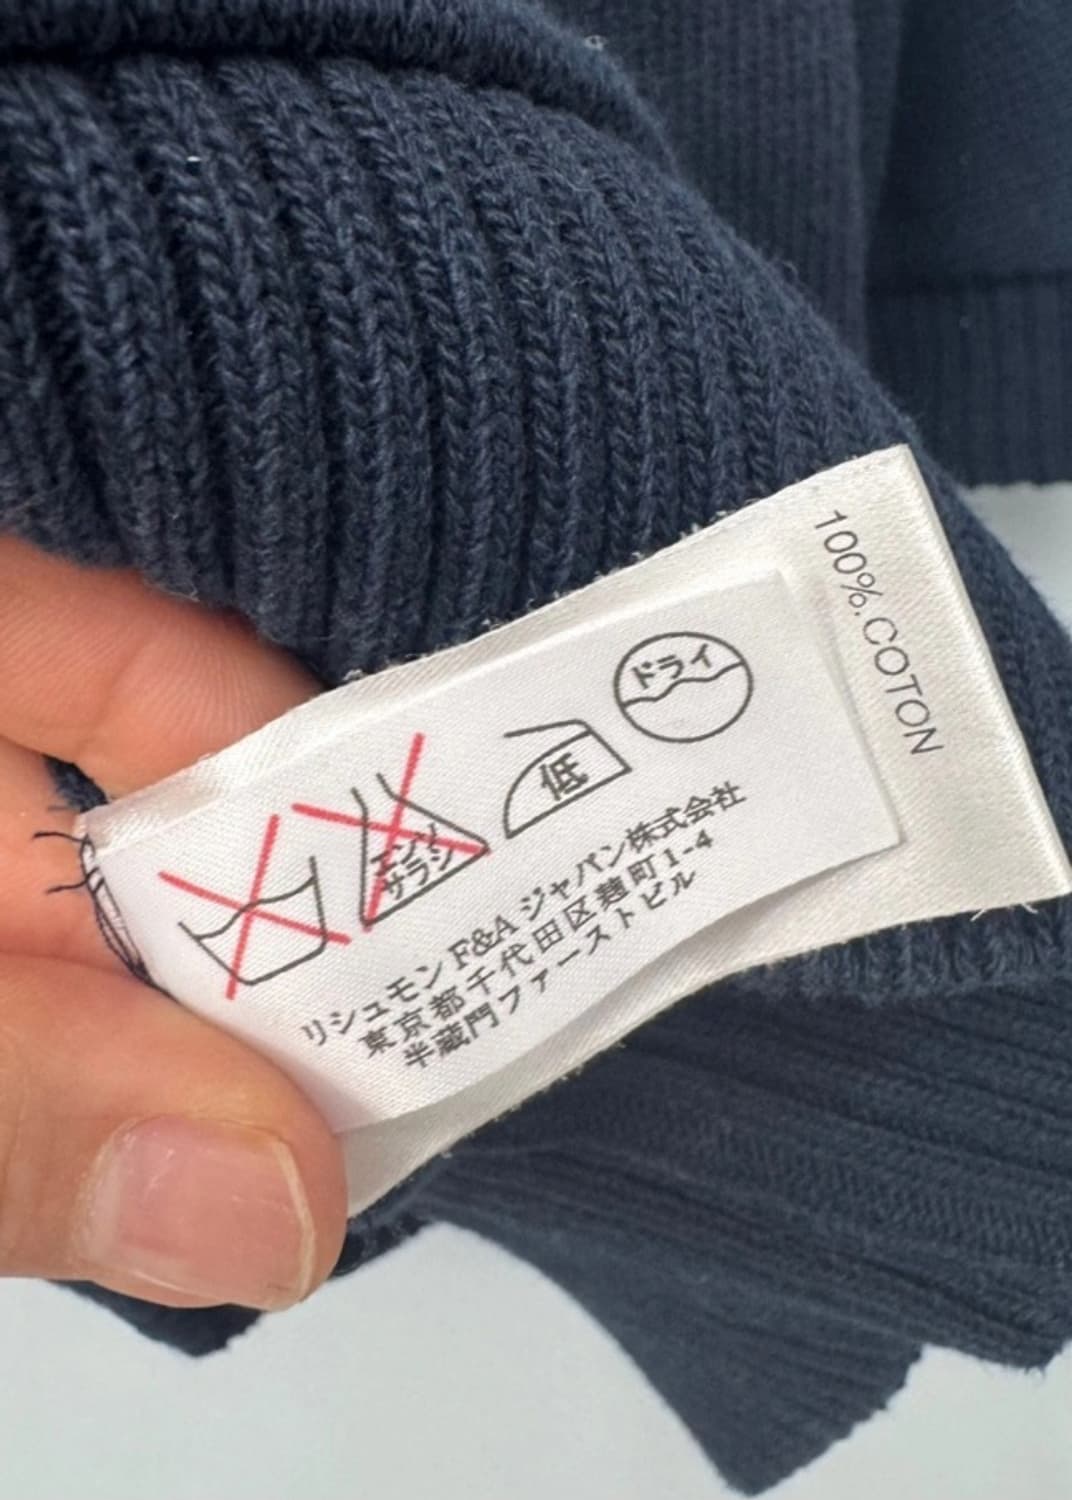 100%.COTON
ドライ
低
エンソ
サラシ
リシュモン F&A ジャパン株式会社
東京都千代田区麹町1-4
半蔵門ファーストビル